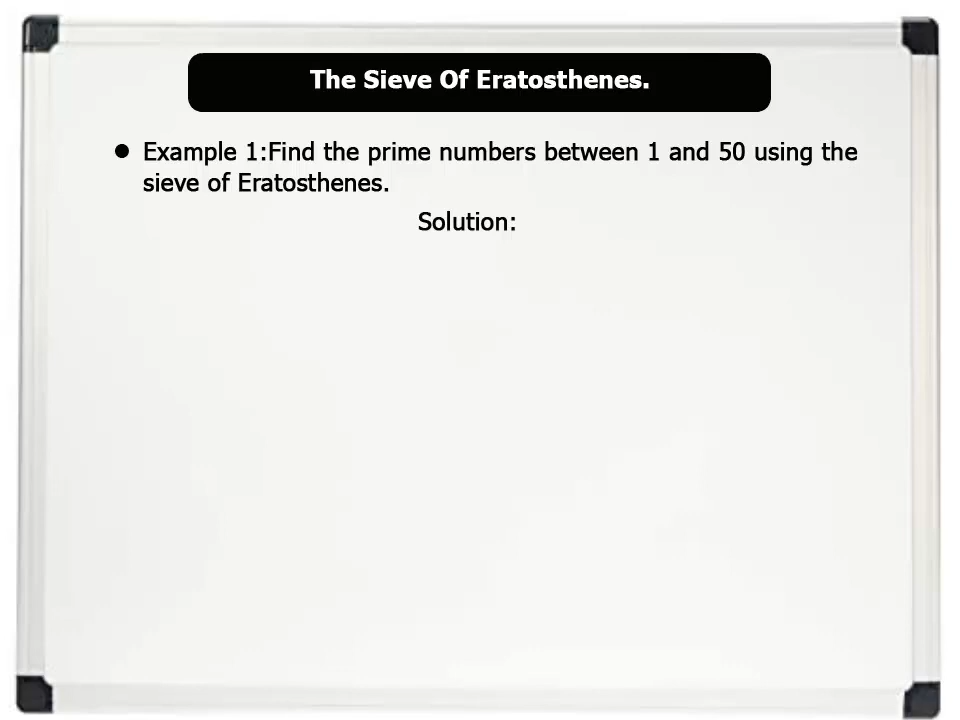 The Sieve Of Eratosthenes.
● Example 1:Find the prime numbers between 1 and 50 using the
sieve of Eratosthenes.
Solution: